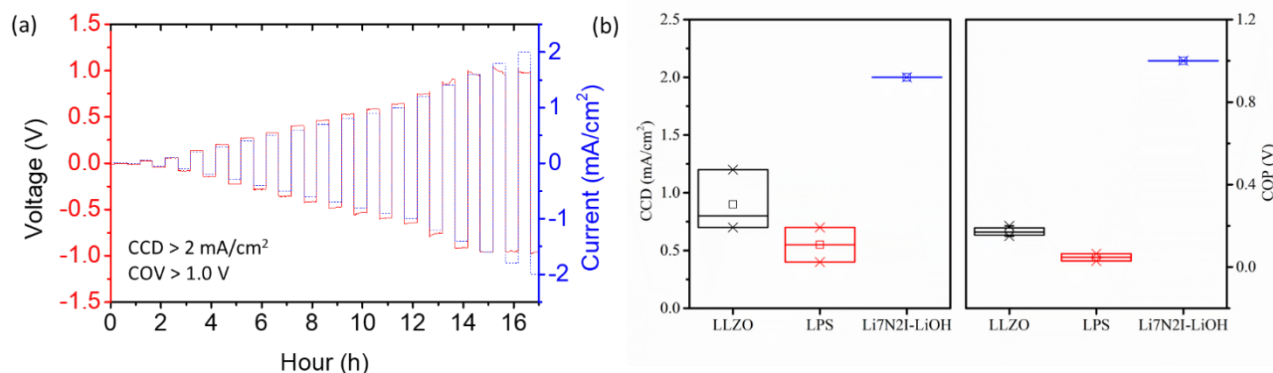 (a)
1.5
1.0
0.5
0.0
-0.5
-1.0
-1.5
Voltage (V)
0 2 4 6 8 10 12 14 16
Hour (h)
2
1
0
-1
-2
Current (mA/cm²)
CCD > 2 mA/cm²
COV > 1.0 V
(b)
2.5
2.0
1.5
1.0
0.5
0.0
CCD (mA/cm²)
LLZO LPS Li7N2I-LiOH
LLZO LPS Li7N2I-LiOH
1.2
0.8
0.4
0.0
COP (V)